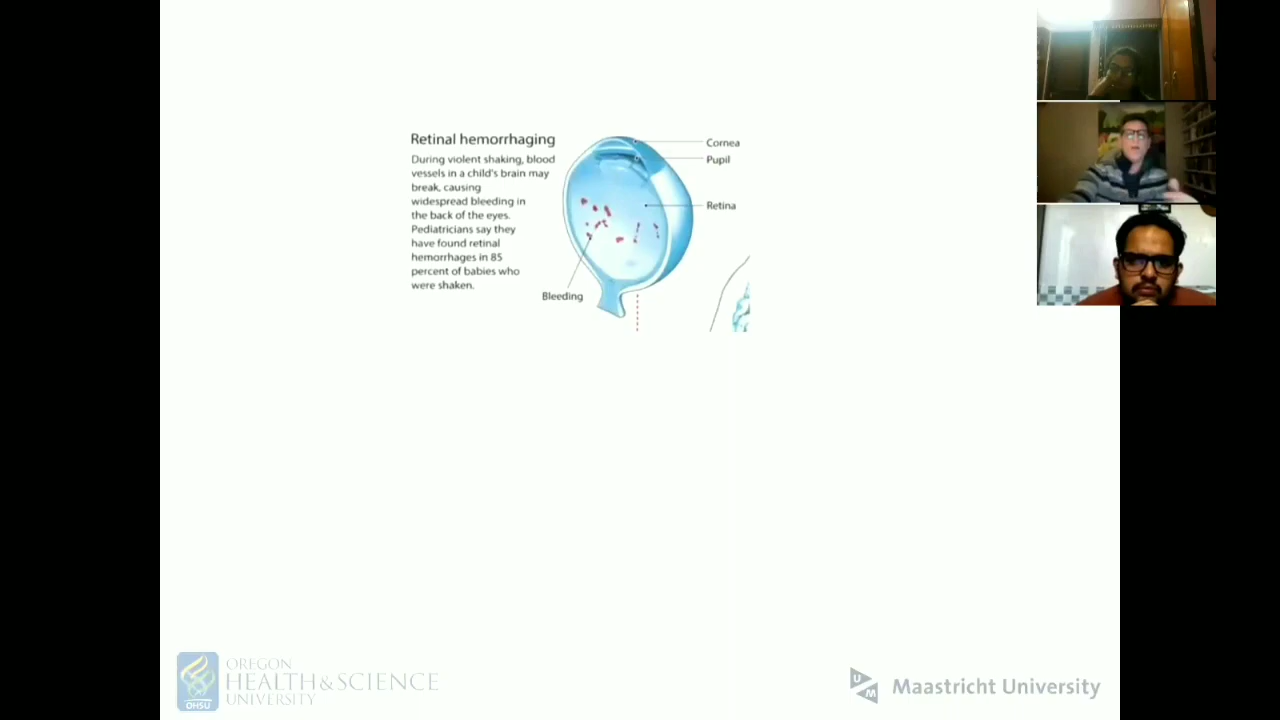 Retinal hemorrhaging
During violent shaking, blood
vessels in a child's brain may
break, causing
widespread bleeding in
the back of the eyes.
Pediatricians say they
have found retinal
hemorrhages in 85
percent of babies who
were shaken.
Cornea
Pupil
Retina
Bleeding
OHSU
OREGON
HEALTH & SCIENCE
UNIVERSITY
U
M
Maastricht University